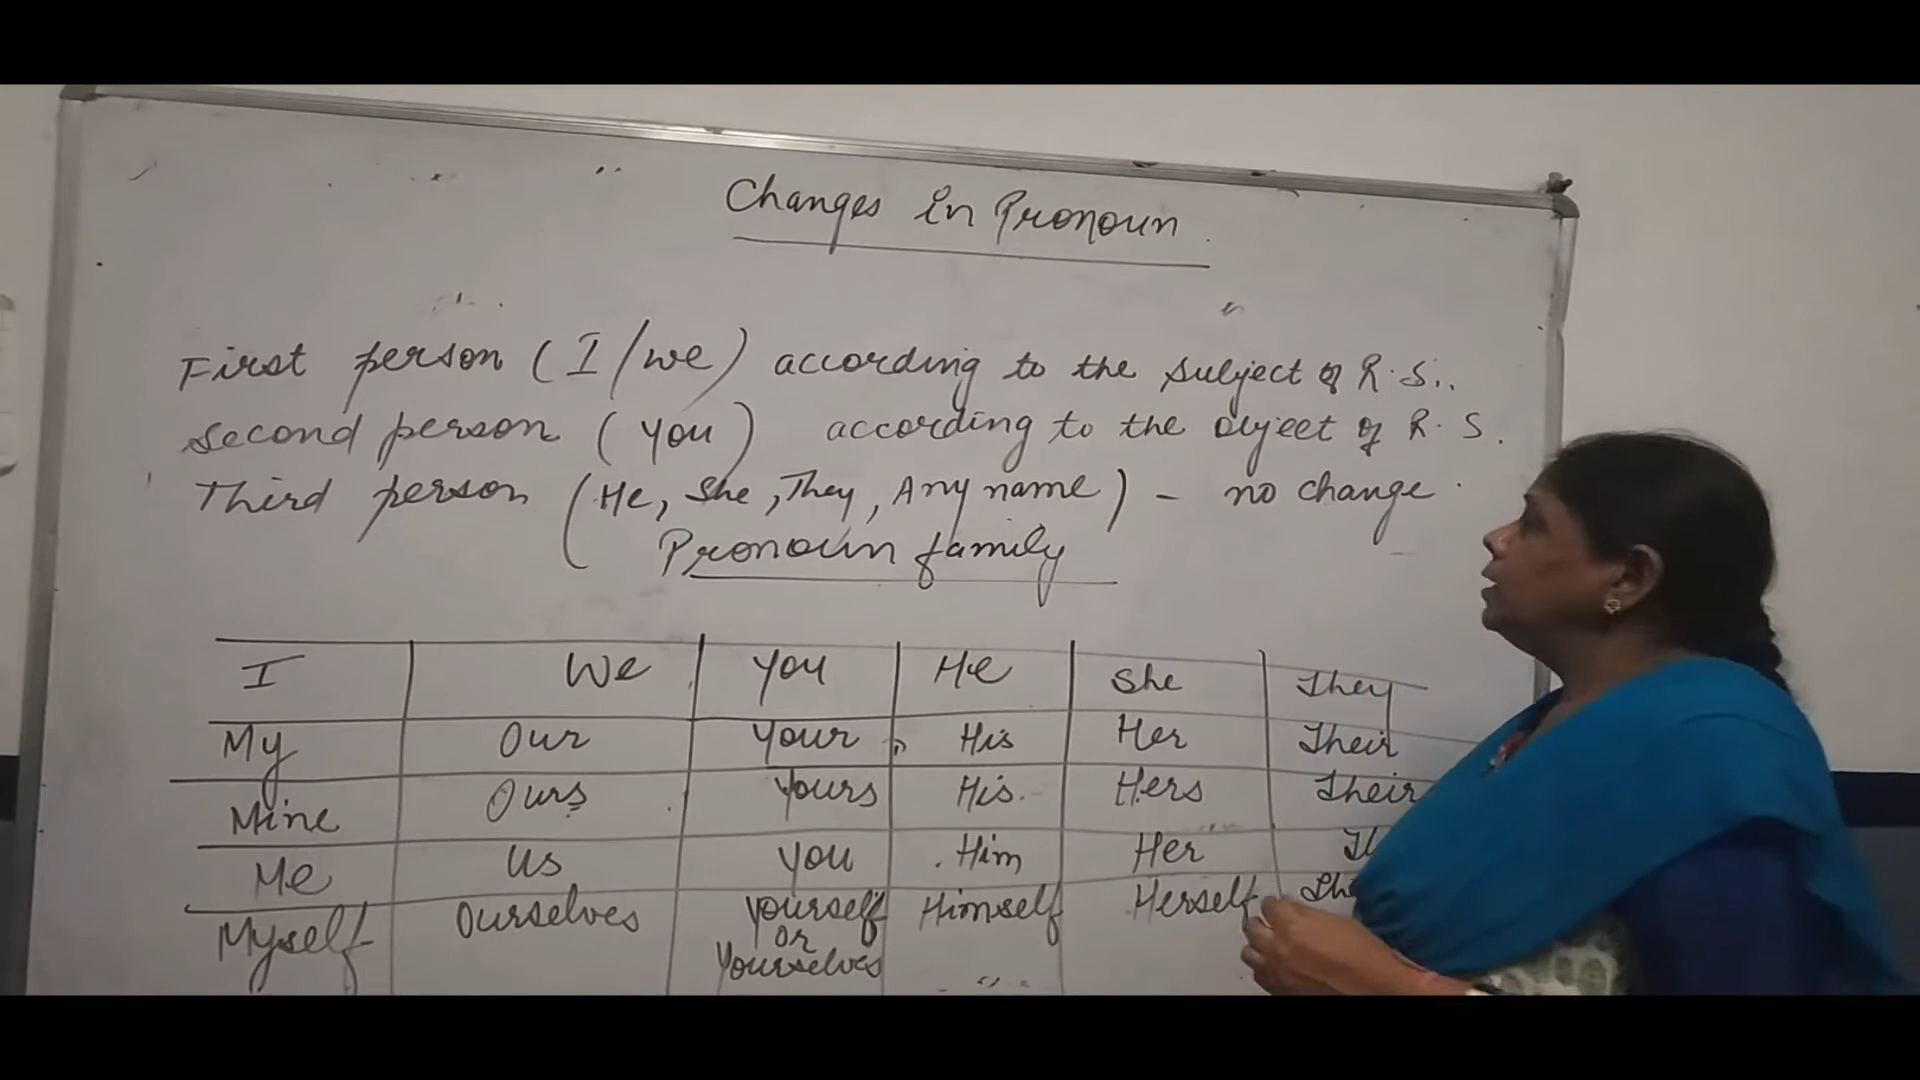 Changes in Pronoun
First person (I/we) according to the subject of R.S..
Second person (you) according to the object of R.S.
Third person (He, She, They, Any name) - no change.
Pronoun family
I We You He She They
My Our Your His Her Their
Mine Ours Yours His. Hers Their
Me Us You Him Her
Myself Ourselves Yourself Himself Herself
or
Yourselves